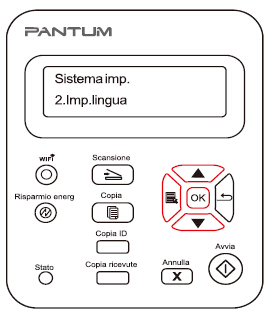 PANTUM
Sistema imp.
2.Imp.lingua
WiFi
Scansione
Risparmio energ
Copia
OK
Copia ID
Avvia
Stato
Copia ricevute
Annulla
X